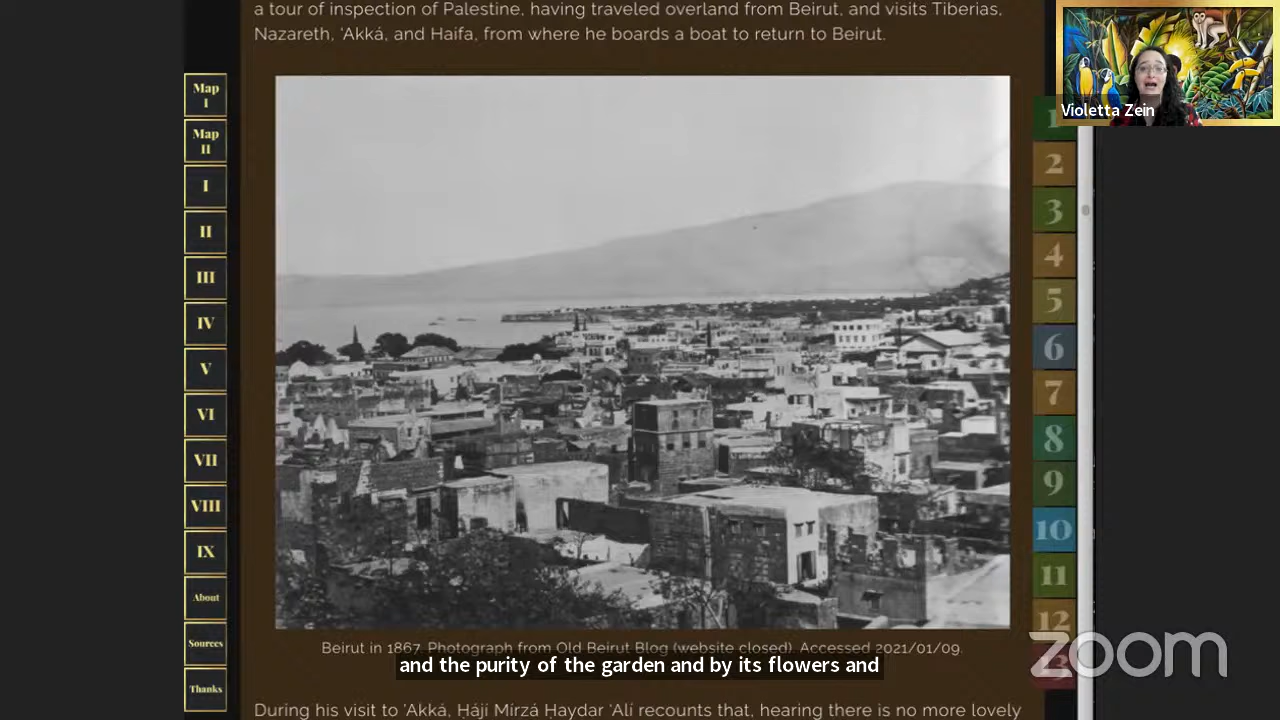 a tour of inspection of Palestine, having traveled overland from Beirut, and visits Tiberias,
Nazareth, ‘Akká, and Haifa, from where he boards a boat to return to Beirut.
Violetta Zein
Map
I
Map
II
I
II
III
IV
V
VI
VII
VIII
IX
About
Sources
Thanks
1
2
3
4
5
6
7
8
9
10
11
12
Beirut in 1867. Photograph from Old Beirut Blog (website closed). Accessed 2021/01/09.
and the purity of the garden and by its flowers and
zoom
During his visit to ‘Akká, Ḥájí Mírzá Ḥaydar ‘Alí recounts that, hearing there is no more lovely